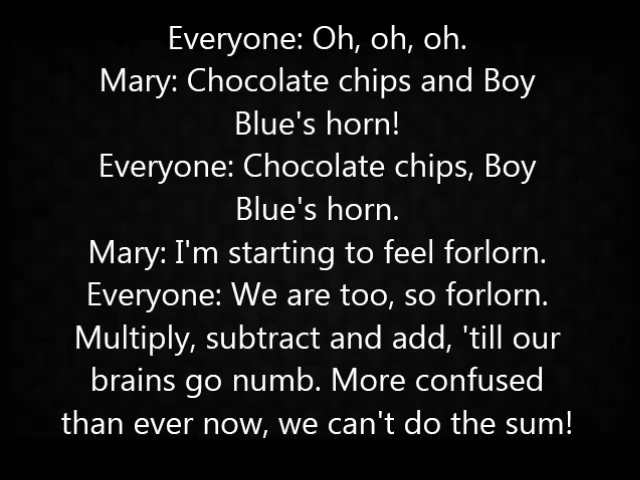 Everyone: Oh, oh, oh.
Mary: Chocolate chips and Boy
Blue's horn!
Everyone: Chocolate chips, Boy
Blue's horn.
Mary: I'm starting to feel forlorn.
Everyone: We are too, so forlorn.
Multiply, subtract and add, 'till our
brains go numb. More confused
than ever now, we can't do the sum!